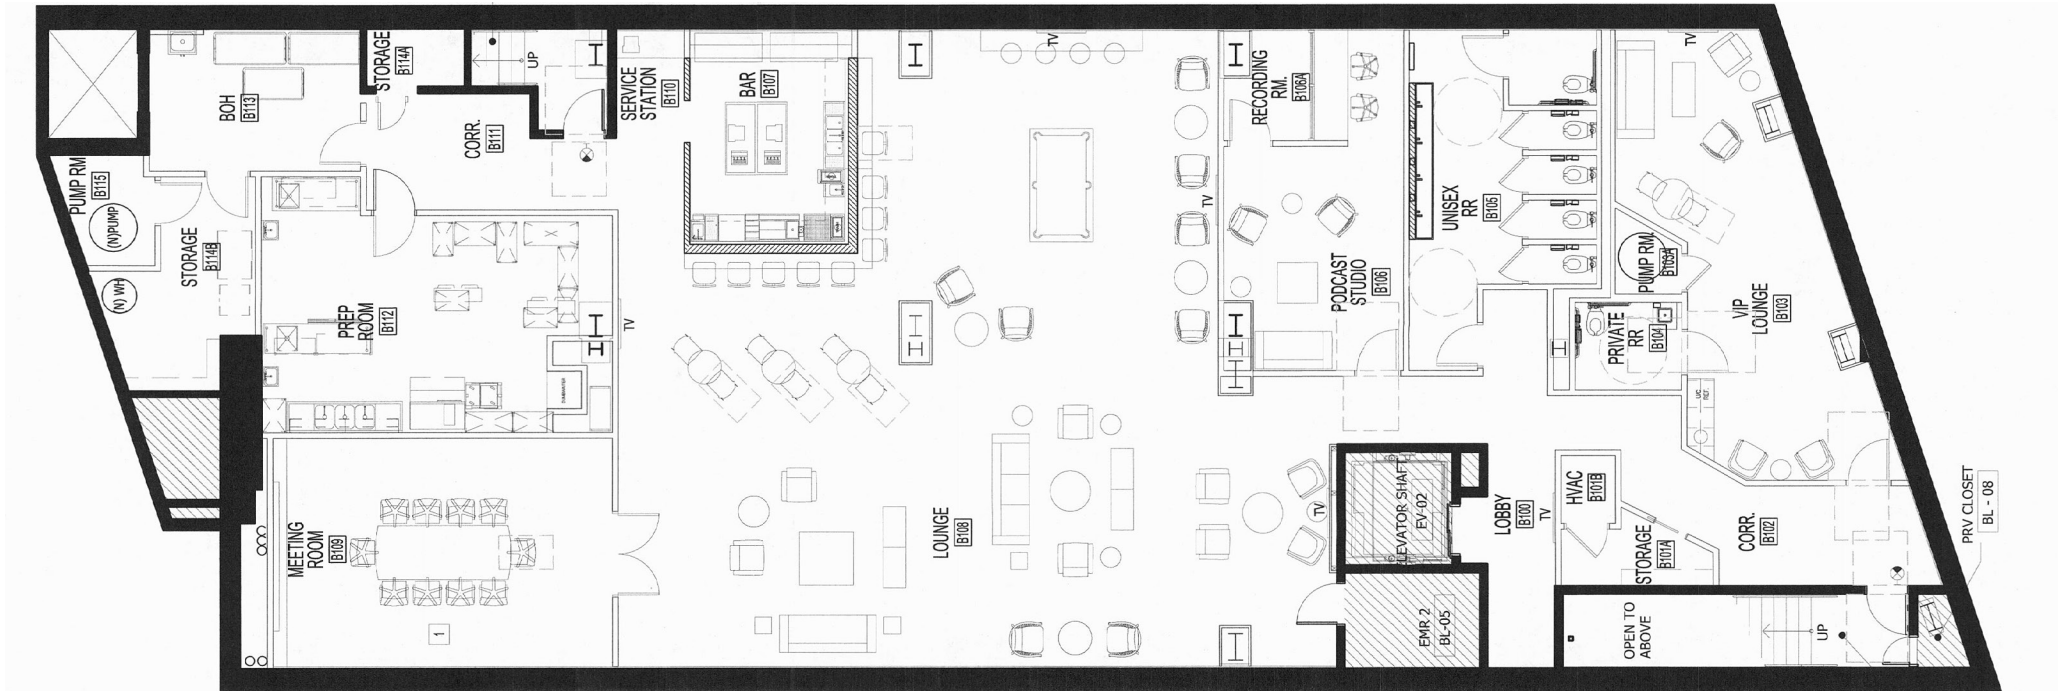 BOH
B113
STORAGE
B114A
UP
CORR.
B111
SERVICE
STATION
B110
BAR
B107
TV
RECORDING
RM.
B106A
TV
PUMP RM
B115
(N)PUMP
STORAGE
B114B
(N) WH
PREP
ROOM
B112
TV
TV
PODCAST
STUDIO
B106
UNISEX
RR
B105
PUMP RM.
B103A
VIP
LOUNGE
B103
PRIVATE
RR
B104
UC
REF
MEETING
ROOM
B109
1
LOUNGE
B108
TV
ELEVATOR SHAFT
EV-02
LOBBY
B100
TV
HVAC
B101B
STORAGE
B101A
CORR.
B102
PRV CLOSET
BL - 08
EMR 2
BL-05
OPEN TO
ABOVE
UP